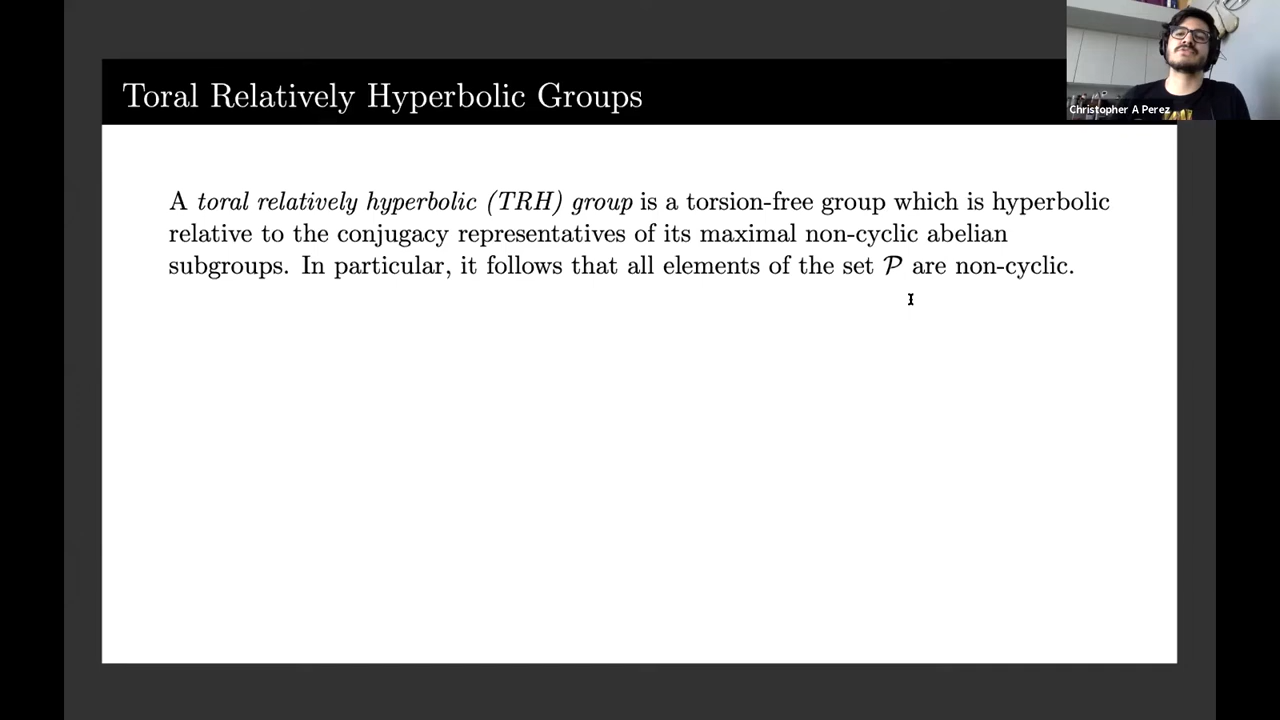 Toral Relatively Hyperbolic Groups
Christopher A Perez
A toral relatively hyperbolic (TRH) group is a torsion-free group which is hyperbolic
relative to the conjugacy representatives of its maximal non-cyclic abelian
subgroups. In particular, it follows that all elements of the set 𝒫 are non-cyclic.